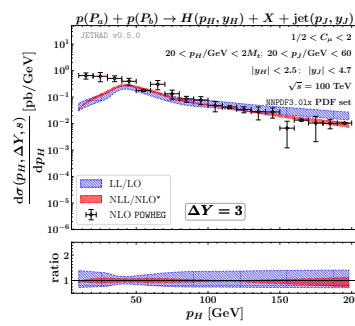 p(P_a) + p(P_b) → H(p_H, y_H) + X + jet(p_J, y_J)
JETHAD v0.5.0
1/2 < C_μ < 2
20 < p_H/GeV < 2M_t; 20 < p_J/GeV < 60
|y_H| < 2.5; |y_J| < 4.7
√s = 100 TeV
NNPDF3.01x PDF set
dσ(p_H, ΔY, s)/dp_H [pb/GeV]
10^1
10^0
10^−1
10^−2
10^−3
10^−4
10^−5
10^−6
LL/LO
NLL/NLO*
NLO POWHEG
ΔY = 3
ratio
2
1
50 100 150 20
p_H [GeV]